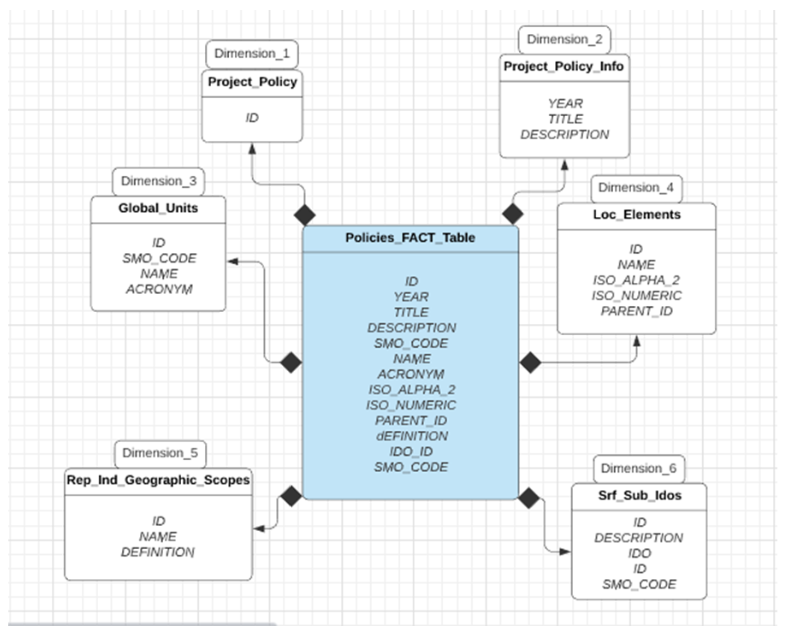 Dimension_1
Project_Policy
ID
Dimension_2
Project_Policy_Info
YEAR
TITLE
DESCRIPTION
Dimension_3
Global_Units
ID
SMO_CODE
NAME
ACRONYM
Dimension_4
Loc_Elements
ID
NAME
ISO_ALPHA_2
ISO_NUMERIC
PARENT_ID
Policies_FACT_Table
ID
YEAR
TITLE
DESCRIPTION
SMO_CODE
NAME
ACRONYM
ISO_ALPHA_2
ISO_NUMERIC
PARENT_ID
dEFINITION
IDO_ID
SMO_CODE
Dimension_5
Rep_Ind_Geographic_Scopes
ID
NAME
DEFINITION
Dimension_6
Srf_Sub_Idos
ID
DESCRIPTION
IDO
ID
SMO_CODE